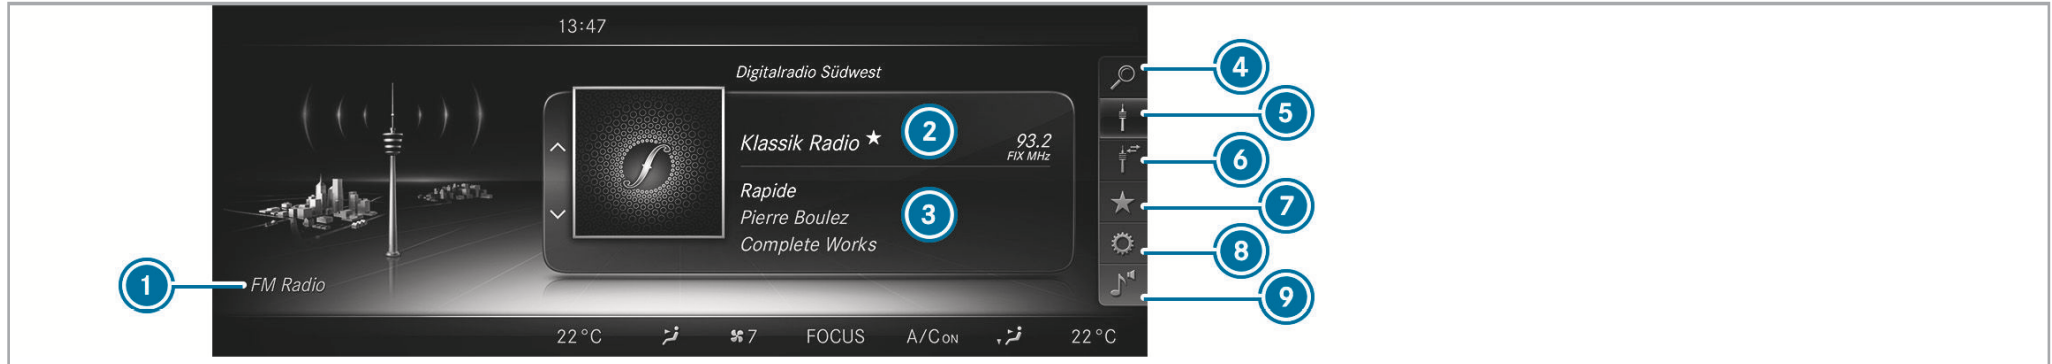 13:47
Digitalradio Südwest
Klassik Radio ★
93.2
FIX MHz
Rapide
Pierre Boulez
Complete Works
FM Radio
22°C 7 FOCUS A/C ON 22°C
1
2
3
4
5
6
7
8
9